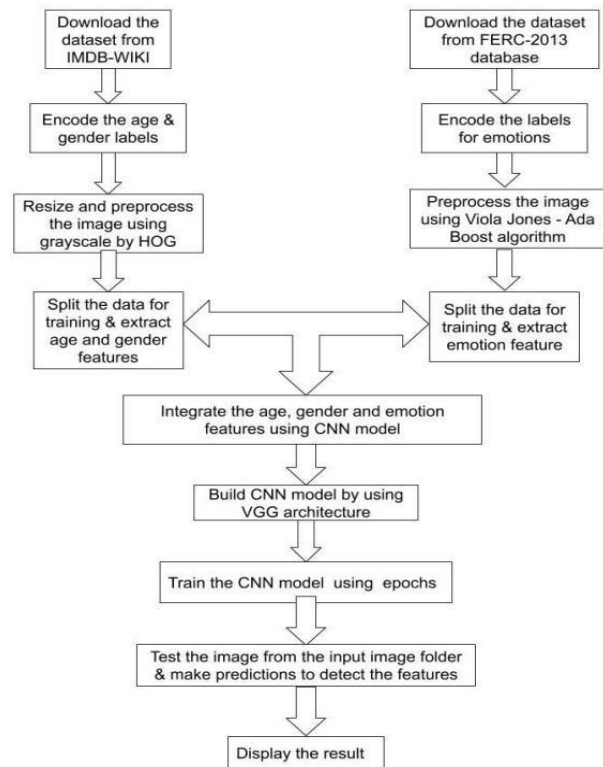 Download the
dataset from
IMDB-WIKI
Encode the age &
gender labels
Resize and preprocess
the image using
grayscale by HOG
Split the data for
training & extract
age and gender
features
Download the dataset
from FERC-2013
database
Encode the labels
for emotions
Preprocess the image
using Viola Jones - Ada
Boost algorithm
Split the data for
training & extract
emotion feature
Integrate the age, gender and emotion
features using CNN model
Build CNN model by using
VGG architecture
Train the CNN model using epochs
Test the image from the input image folder
& make predictions to detect the features
Display the result